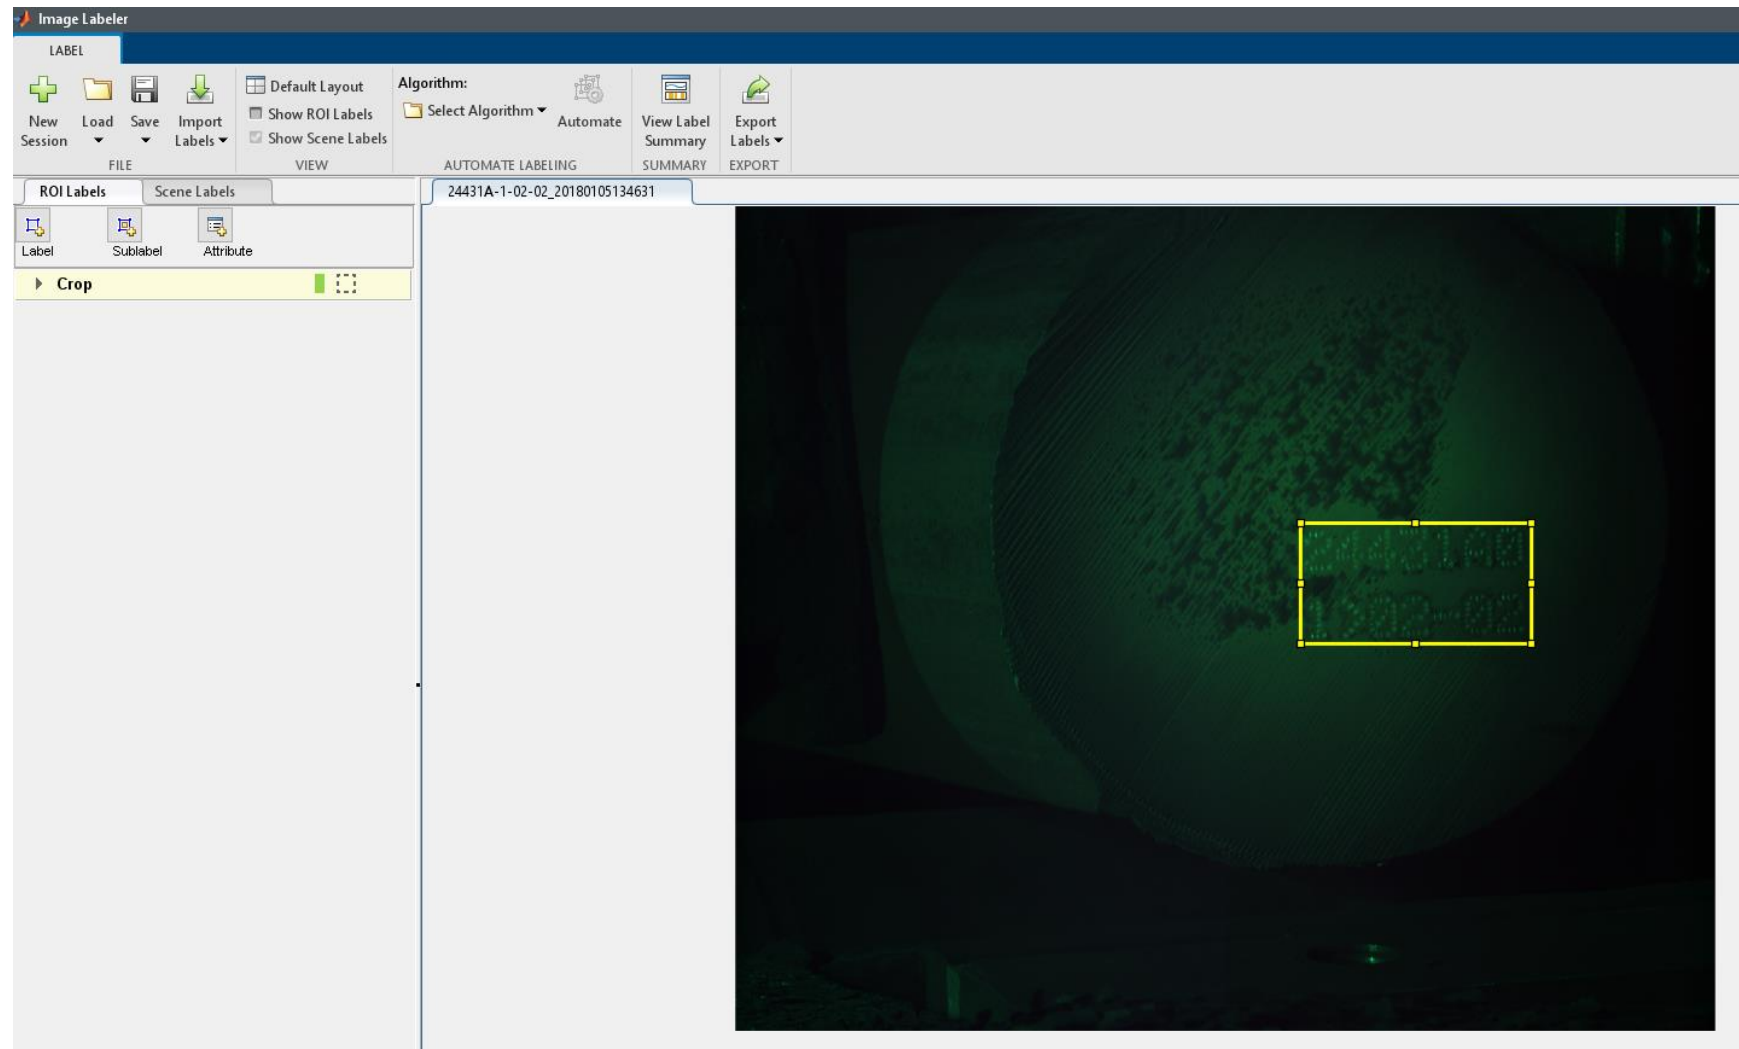 Image Labeler
LABEL
New Session
Load
Save
Import Labels
Default Layout
Show ROI Labels
Show Scene Labels
Algorithm:
Select Algorithm
Automate
View Label Summary
Export Labels
FILE
VIEW
AUTOMATE LABELING
SUMMARY
EXPORT
ROI Labels
Scene Labels
24431A-1-02-02_20180105134631
Label
Sublabel
Attribute
Crop